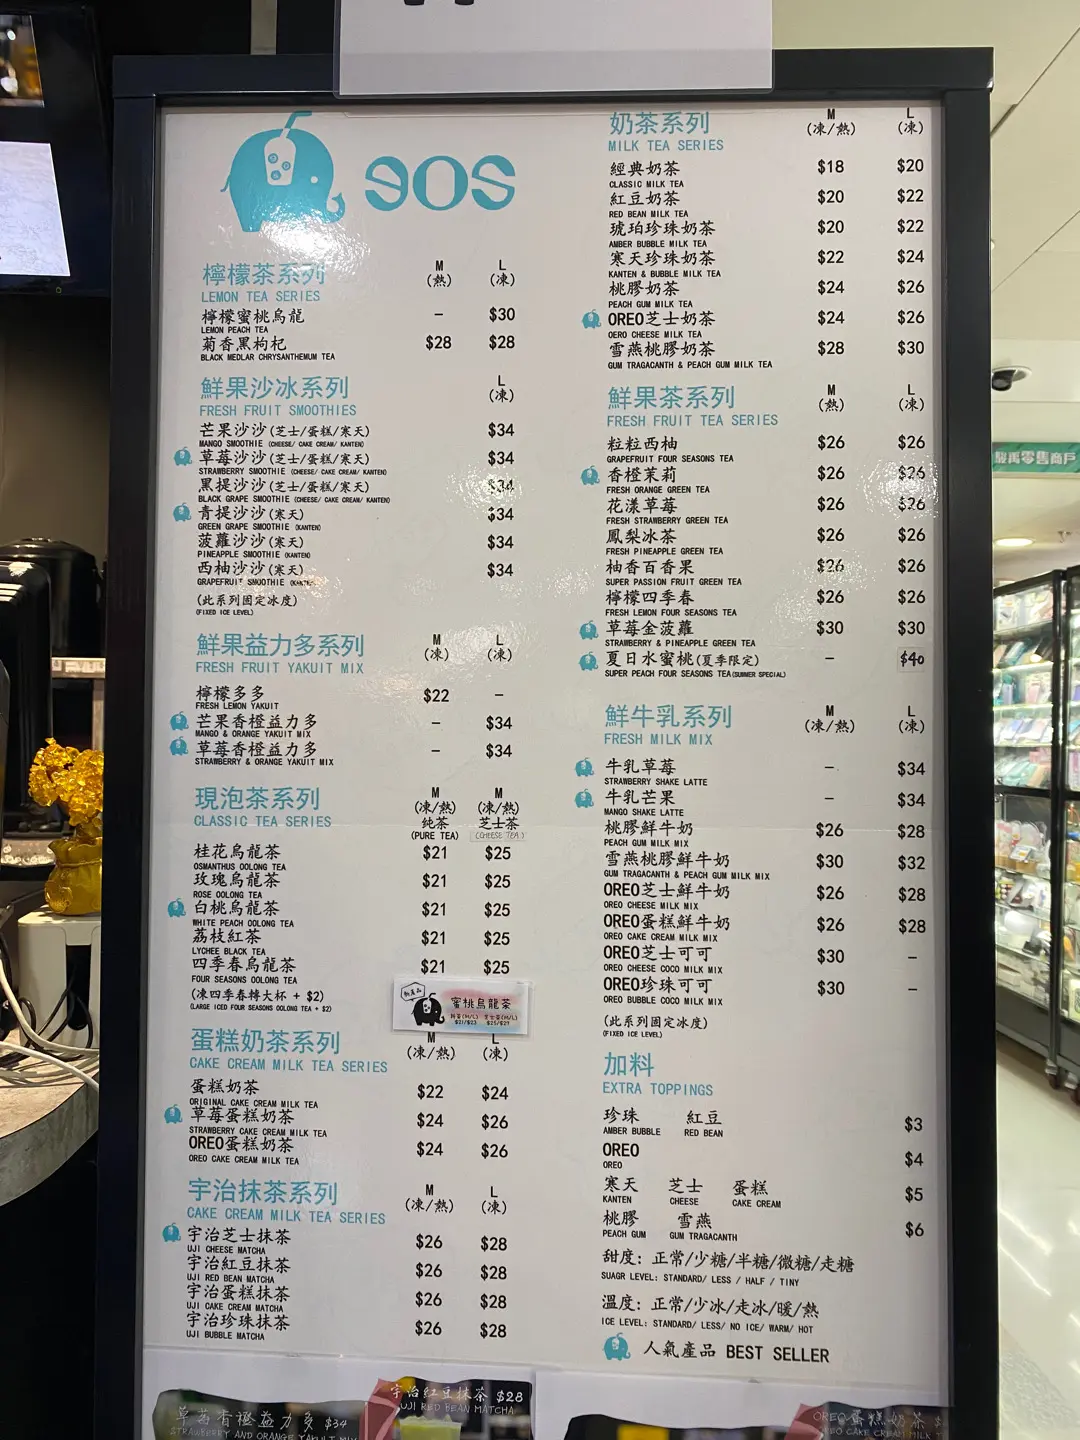 eos
檸檬茶系列 M L
LEMON TEA SERIES (熱) (凍)
檸檬蜜桃烏龍 – $30
LEMON PEACH TEA
菊香黑枸杞 $28 $28
BLACK MEDLAR CHRYSANTHEMUM TEA
鮮果沙冰系列 L
FRESH FRUIT SMOOTHIES (凍)
芒果沙沙(芝士/蛋糕/寒天) $34
MANGO SMOOTHIE (CHEESE/ CAKE CREAM/ KANTEN)
草莓沙沙(芝士/蛋糕/寒天) $34
STRAWBERRY SMOOTHIE (CHEESE/ CAKE CREAM/ KANTEN)
黑提沙沙(芝士/蛋糕/寒天) $34
BLACK GRAPE SMOOTHIE (CHEESE/ CAKE CREAM/ KANTEN)
青提沙沙(寒天) $34
GREEN GRAPE SMOOTHIE (KANTEN)
菠蘿沙沙(寒天) $34
PINEAPPLE SMOOTHIE (KANTEN)
西柚沙沙(寒天) $34
GRAPEFRUIT SMOOTHIE (KANTEN)
(此系列固定冰度)
(FIXED ICE LEVEL)
鮮果益力多系列 M L
FRESH FRUIT YAKUIT MIX (凍) (凍)
檸檬多多 $22 –
FRESH LEMON YAKUIT
芒果香橙益力多 – $34
MANGO & ORANGE YAKUIT MIX
草莓香橙益力多 – $34
STRAWBERRY & ORANGE YAKUIT MIX
現泡茶系列 M M
CLASSIC TEA SERIES (凍/熱) (凍/熱)
純茶 芝士茶
(PURE TEA) (CHEESE TEA)
桂花烏龍茶 $21 $25
OSMANTHUS OOLONG TEA
玫瑰烏龍茶 $21 $25
ROSE OOLONG TEA
白桃烏龍茶 $21 $25
WHITE PEACH OOLONG TEA
荔枝紅茶 $21 $25
LYCHEE BLACK TEA
四季春烏龍茶 $21 $25
FOUR SEASONS OOLONG TEA
(凍四季春轉大杯 + $2)
(LARGE ICED FOUR SEASONS OOLONG TEA + $2)
新產品
蜜桃烏龍茶
純茶(M/L) 芝士茶(M/L)
$21/$23 $25/$27
蛋糕奶茶系列 M L
CAKE CREAM MILK TEA SERIES (凍/熱) (凍)
蛋糕奶茶 $22 $24
ORIGINAL CAKE CREAM MILK TEA
草莓蛋糕奶茶 $24 $26
STRAWBERRY CAKE CREAM MILK TEA
OREO蛋糕奶茶 $24 $26
OREO CAKE CREAM MILK TEA
宇治抹茶系列 M L
CAKE CREAM MILK TEA SERIES (凍/熱) (凍)
宇治芝士抹茶 $26 $28
UJI CHEESE MATCHA
宇治紅豆抹茶 $26 $28
UJI RED BEAN MATCHA
宇治蛋糕抹茶 $26 $28
UJI CAKE CREAM MATCHA
宇治珍珠抹茶 $26 $28
UJI BUBBLE MATCHA
奶茶系列 M L
MILK TEA SERIES (凍/熱) (凍)
經典奶茶 $18 $20
CLASSIC MILK TEA
紅豆奶茶 $20 $22
RED BEAN MILK TEA
琥珀珍珠奶茶 $20 $22
AMBER BUBBLE MILK TEA
寒天珍珠奶茶 $22 $24
KANTEN & BUBBLE MILK TEA
桃膠奶茶 $24 $26
PEACH GUM MILK TEA
OREO芝士奶茶 $24 $26
OERO CHEESE MILK TEA
雪燕桃膠奶茶 $28 $30
GUM TRAGACANTH & PEACH GUM MILK TEA
鮮果茶系列 M L
FRESH FRUIT TEA SERIES (熱) (凍)
粒粒西柚 $26 $26
GRAPEFRUIT FOUR SEASONS TEA
香橙茉莉 $26 $26
FRESH ORANGE GREEN TEA
花漾草莓 $26 $26
FRESH STRAWBERRY GREEN TEA
鳳梨冰茶 $26 $26
FRESH PINEAPPLE GREEN TEA
柚香百香果 $26 $26
SUPER PASSION FRUIT GREEN TEA
檸檬四季春 $26 $26
FRESH LEMON FOUR SEASONS TEA
草莓金菠蘿 $30 $30
STRAWBERRY & PINEAPPLE GREEN TEA
夏日水蜜桃(夏季限定) – $40
SUPER PEACH FOUR SEASONS TEA(SUMMER SPECIAL)
鮮牛乳系列 M L
FRESH MILK MIX (凍/熱) (凍)
牛乳草莓 – $34
STRAWBERRY SHAKE LATTE
牛乳芒果 – $34
MANGO SHAKE LATTE
桃膠鮮牛奶 $26 $28
PEACH GUM MILK MIX
雪燕桃膠鮮牛奶 $30 $32
GUM TRAGACANTH & PEACH GUM MILK MIX
OREO芝士鮮牛奶 $26 $28
OREO CHEESE MILK MIX
OREO蛋糕鮮牛奶 $26 $28
OREO CAKE CREAM MILK MIX
OREO芝士可可 $30 –
OREO CHEESE COCO MILK MIX
OREO珍珠可可 $30 –
OREO BUBBLE COCO MILK MIX
(此系列固定冰度)
(FIXED ICE LEVEL)
加料
EXTRA TOPPINGS
珍珠 紅豆 $3
AMBER BUBBLE RED BEAN
OREO $4
OREO
寒天 芝士 蛋糕 $5
KANTEN CHEESE CAKE CREAM
桃膠 雪燕 $6
PEACH GUM GUM TRAGACANTH
甜度: 正常/少糖/半糖/微糖/走糖
SUAGR LEVEL: STANDARD/ LESS / HALF / TINY
溫度: 正常/少冰/走冰/暖/熱
ICE LEVEL: STANDARD/ LESS/ NO ICE/ WARM/ HOT
人氣產品 BEST SELLER
草莓香橙益力多 $34
STRAWBERRY AND ORANGE YAKUIT MIX
宇治紅豆抹茶 $28
UJI RED BEAN MATCHA
OREO蛋糕奶茶 $
OREO CAKE CREAM MILK
駿禹零售商戶